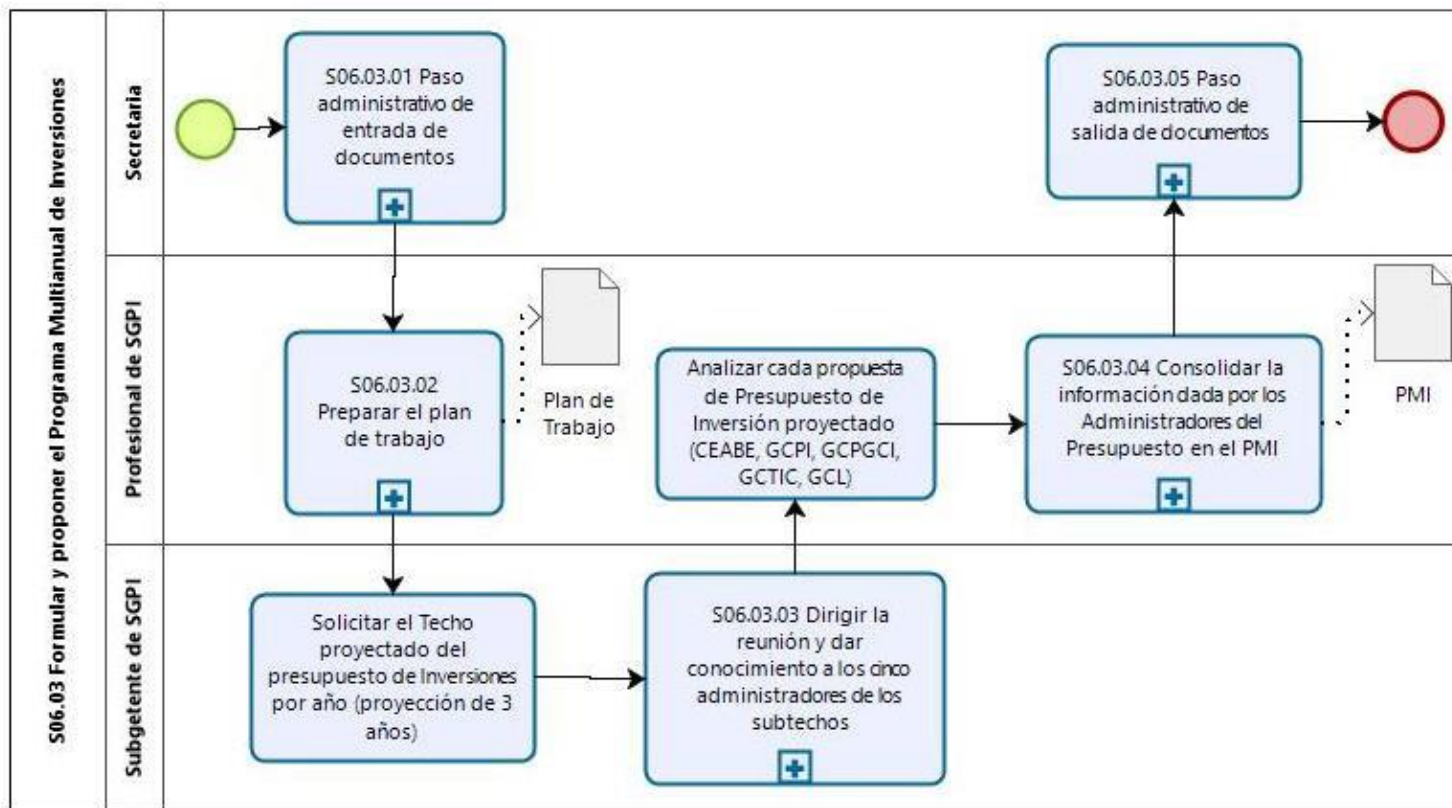 S06.03 Formular y proponer el Programa Multianual de Inversiones
Secretaria
S06.03.01 Paso
administrativo de
entrada de
documentos
S06.03.05 Paso
administrativo de
salida de documentos
Profesional de SGPI
S06.03.02
Preparar el plan
de trabajo
Plan de
Trabajo
Analizar cada propuesta
de Presupuesto de
Inversión proyectado
(CEABE, GCPI, GCPGCI,
GCTIC, GCL)
S06.03.04 Consolidar la
información dada por los
Administradores del
Presupuesto en el PMI
PMI
Subgetente de SGPI
Solicitar el Techo
proyectado del
presupuesto de Inversiones
por año (proyección de 3
años)
S06.03.03 Dirigir la
reunión y dar
conocimiento a los cinco
administradores de los
subtechos